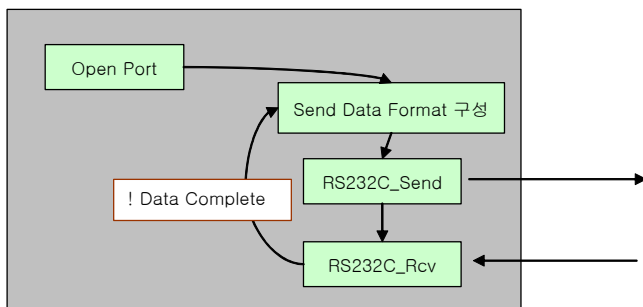 Open Port
Send Data Format 구성
RS232C_Send
! Data Complete
RS232C_Rcv